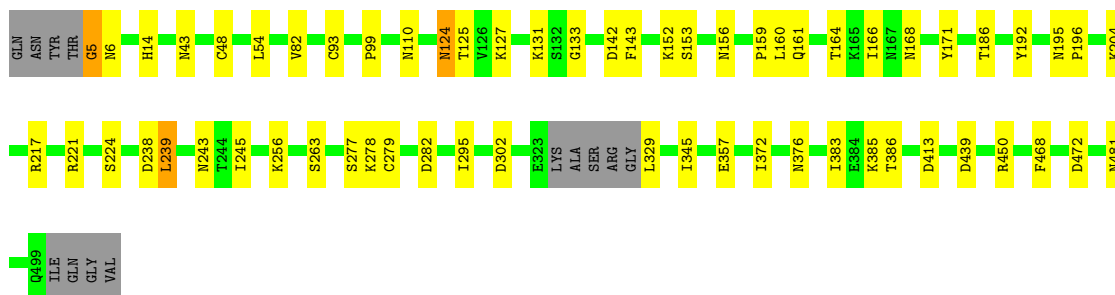 GLN ASN TYR THR G5 N6 H14 N43 C48 L54 V82 C93 P99 N110 N124 T125 V126 K127 K131 S132 G133 D142 F143 K152 S153 N156 P159 L160 Q161 T164 K165 I166 N167 N168 Y171 T186 Y192 N195 P196
R217 R221 S224 D238 L239 N243 T244 I245 K256 S263 S277 K278 C279 D282 I295 D302 E323 LYS ALA SER ARG GLY L329 I345 E357 I372 N376 I383 E384 K385 T386 D413 D439 R450 F468 D472
Q499 ILE GLN GLY VAL